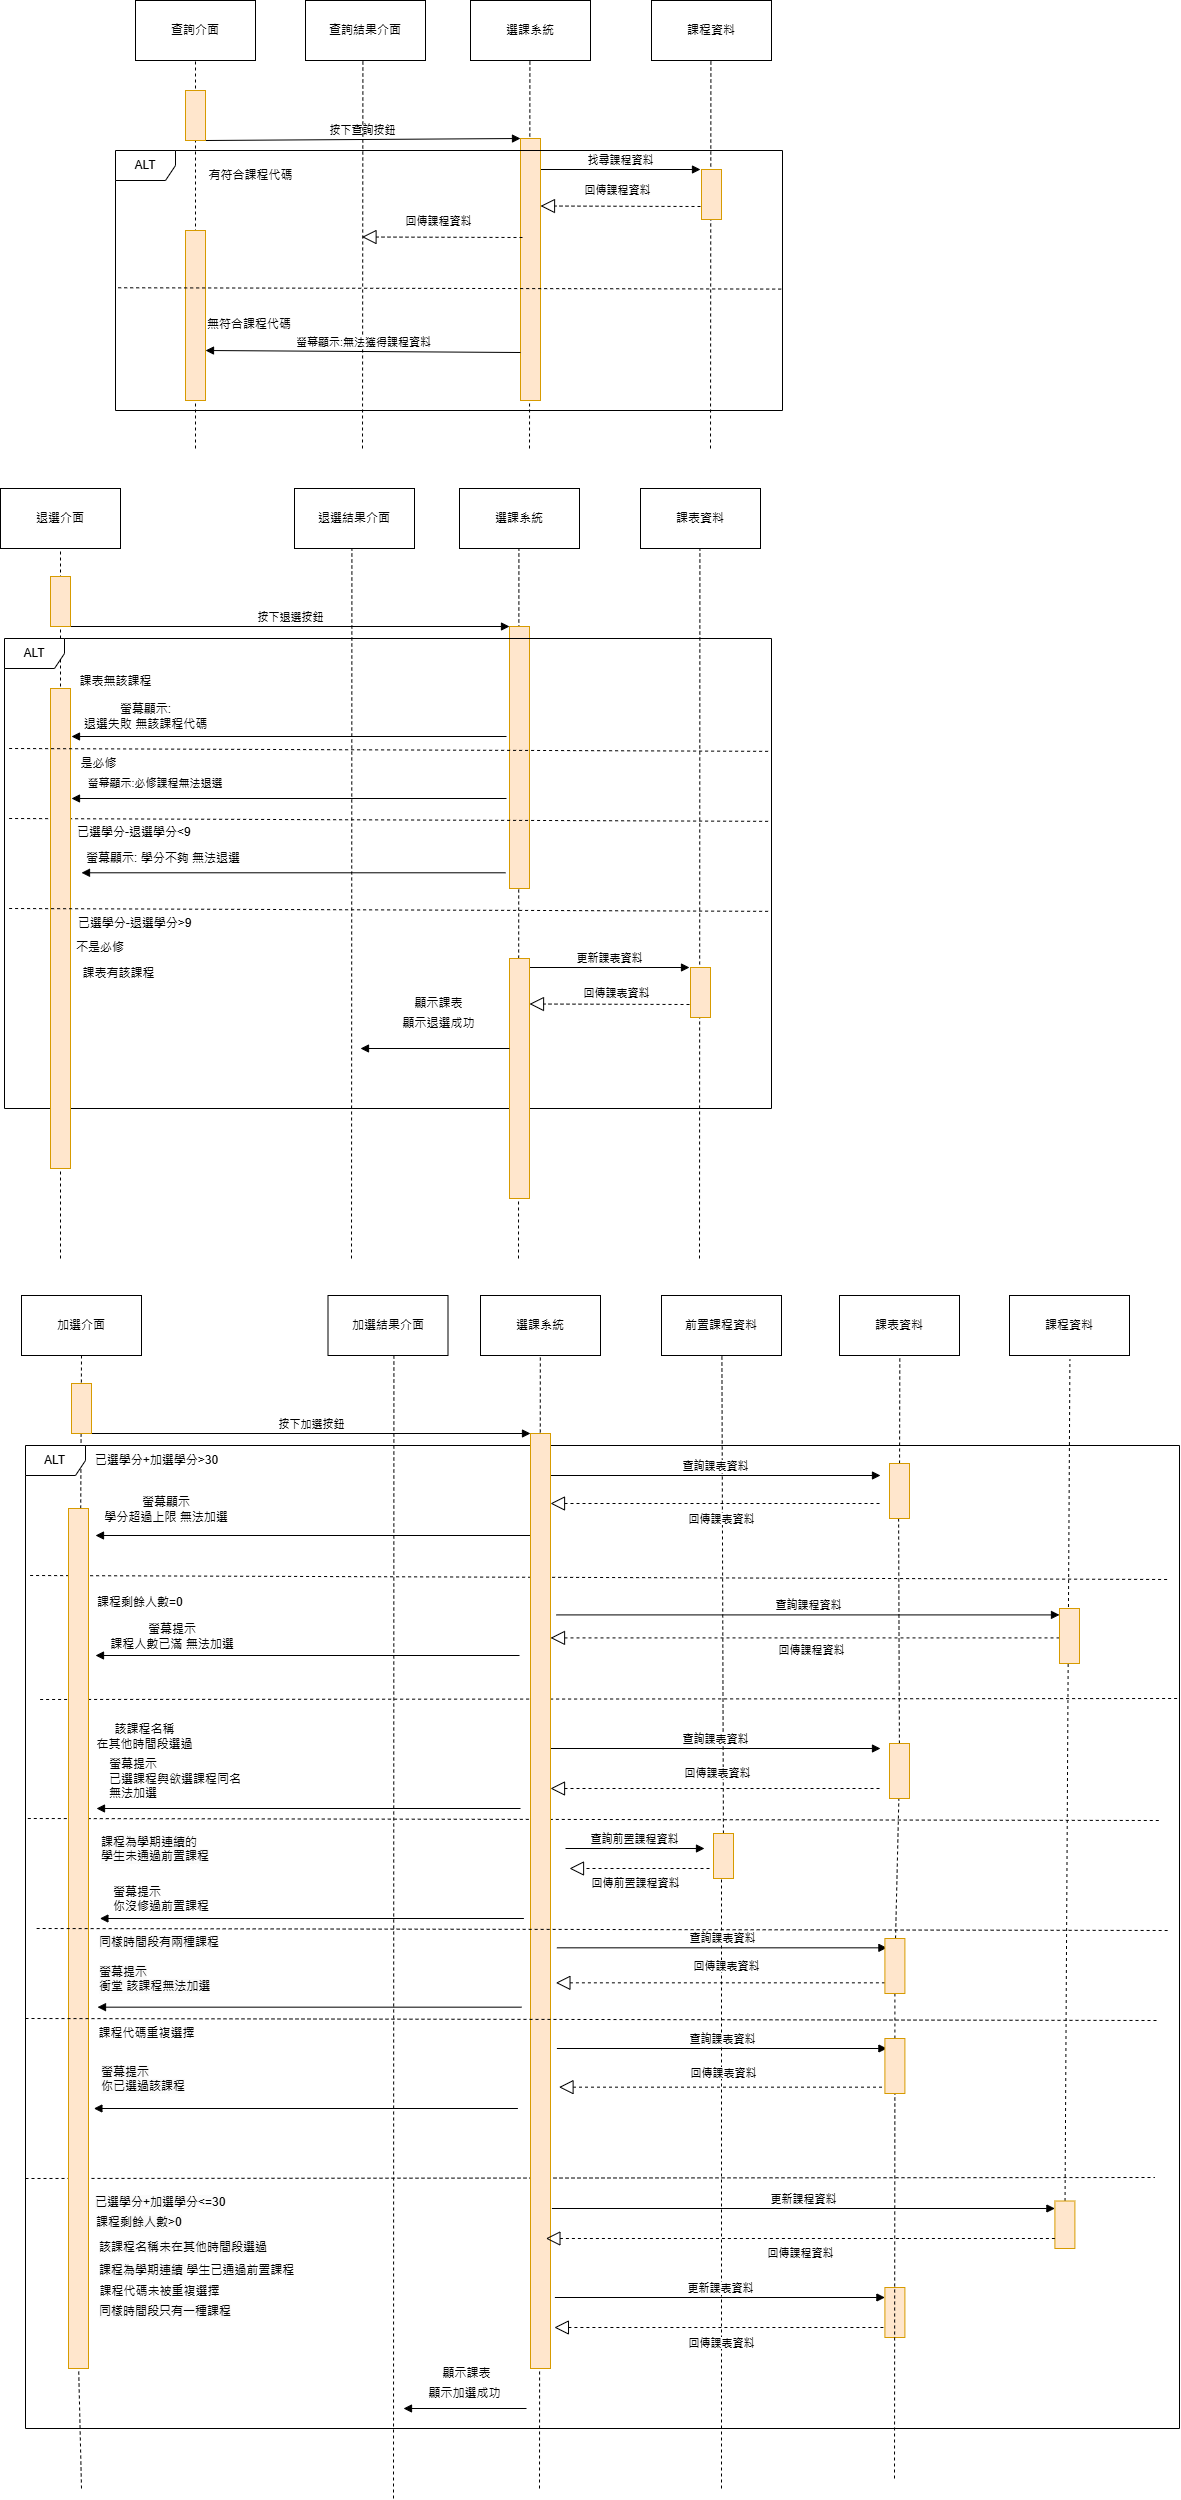 查詢介面
查詢結果介面
選課系統
課程資料
按下查詢按鈕
ALT
有符合課程代碼
找尋課程資料
回傳課程資料
回傳課程資料
無符合課程代碼
螢幕顯示:無法獲得課程資料
退選介面
退選結果介面
選課系統
課表資料
按下退選按鈕
ALT
課表無該課程
螢幕顯示:
退選失敗 無該課程代碼
是必修
螢幕顯示:必修課程無法退選
已選學分-退選學分<9
螢幕顯示: 學分不夠 無法退選
已選學分-退選學分>9
不是必修
課表有該課程
更新課表資料
回傳課表資料
顯示課表
顯示退選成功
加選介面
加選結果介面
選課系統
前置課程資料
課表資料
課程資料
按下加選按鈕
ALT
已選學分+加選學分>30
查詢課表資料
螢幕顯示
學分超過上限 無法加選
回傳課表資料
課程剩餘人數=0
查詢課程資料
螢幕提示
課程人數已滿 無法加選
回傳課程資料
該課程名稱
在其他時間段選過
查詢課表資料
螢幕提示
已選課程與欲選課程同名
無法加選
回傳課表資料
課程為學期連續的
學生未通過前置課程
查詢前置課程資料
回傳前置課程資料
螢幕提示
你沒修過前置課程
同樣時間段有兩種課程
查詢課表資料
螢幕提示
衝堂 該課程無法加選
回傳課表資料
課程代碼重複選擇
查詢課表資料
螢幕提示
你已選過該課程
回傳課表資料
已選學分+加選學分<=30
課程剩餘人數>0
該課程名稱未在其他時間段選過
課程為學期連續 學生已通過前置課程
課程代碼未被重複選擇
同樣時間段只有一種課程
更新課程資料
回傳課程資料
更新課表資料
回傳課表資料
顯示課表
顯示加選成功